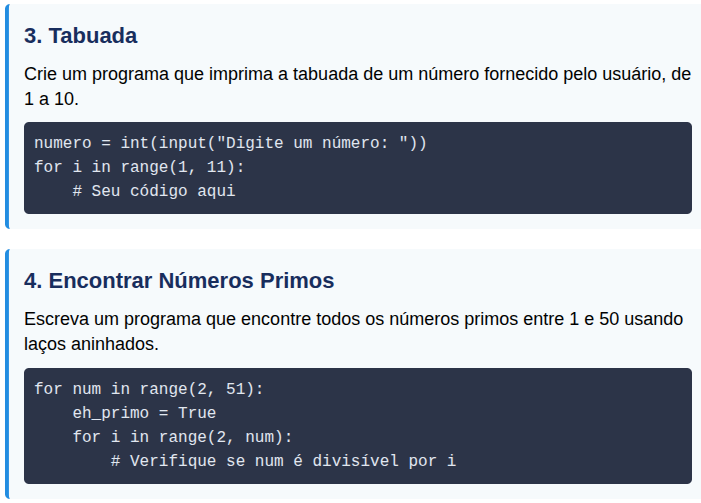 3. Tabuada
Crie um programa que imprima a tabuada de um número fornecido pelo usuário, de
1 a 10.
numero = int(input("Digite um número: "))
for i in range(1, 11):
    # Seu código aqui
4. Encontrar Números Primos
Escreva um programa que encontre todos os números primos entre 1 e 50 usando
laços aninhados.
for num in range(2, 51):
    eh_primo = True
    for i in range(2, num):
        # Verifique se num é divisível por i